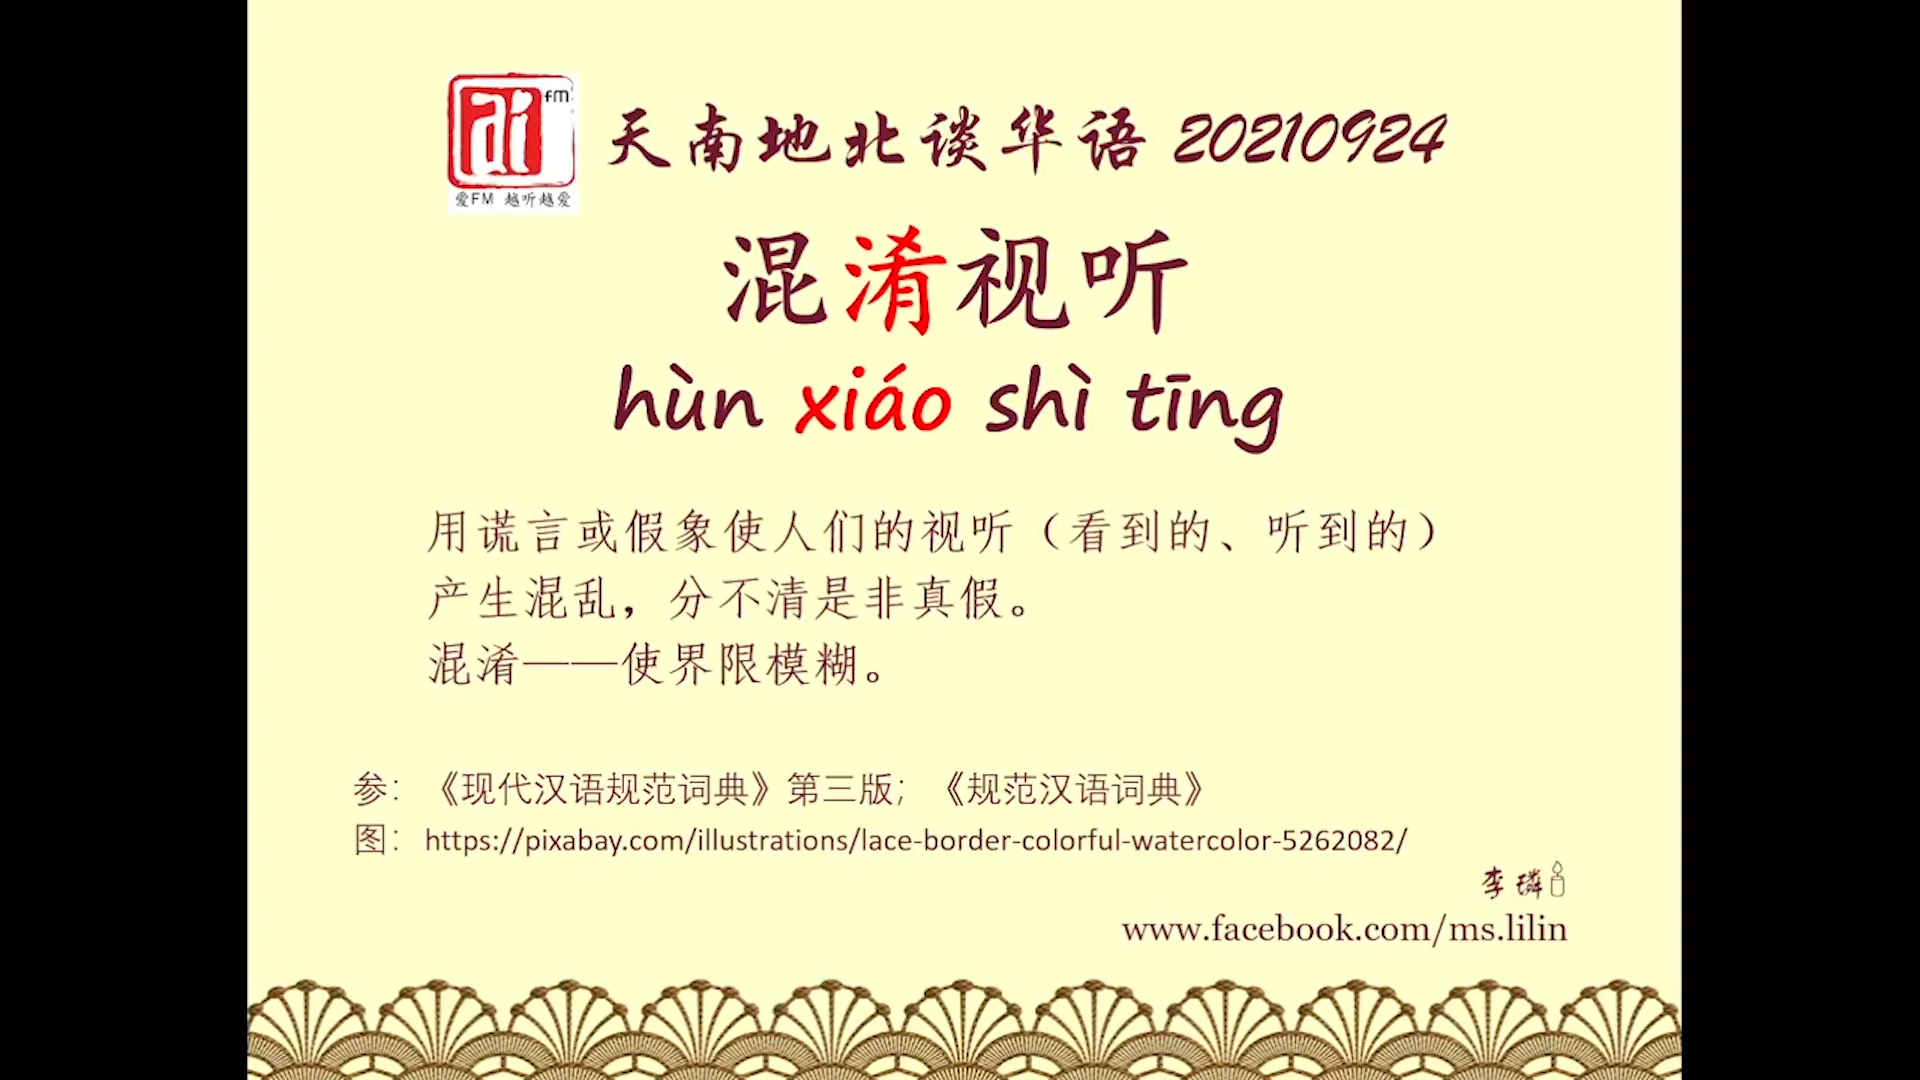 ai fm
爱FM 越听越爱
天南地北谈华语 20210924
混淆视听
hùn xiáo shì tīng
用谎言或假象使人们的视听（看到的、听到的）
产生混乱，分不清是非真假。
混淆——使界限模糊。
参：《现代汉语规范词典》第三版；《规范汉语词典》
图：https://pixabay.com/illustrations/lace-border-colorful-watercolor-5262082/
李璘
www.facebook.com/ms.lilin